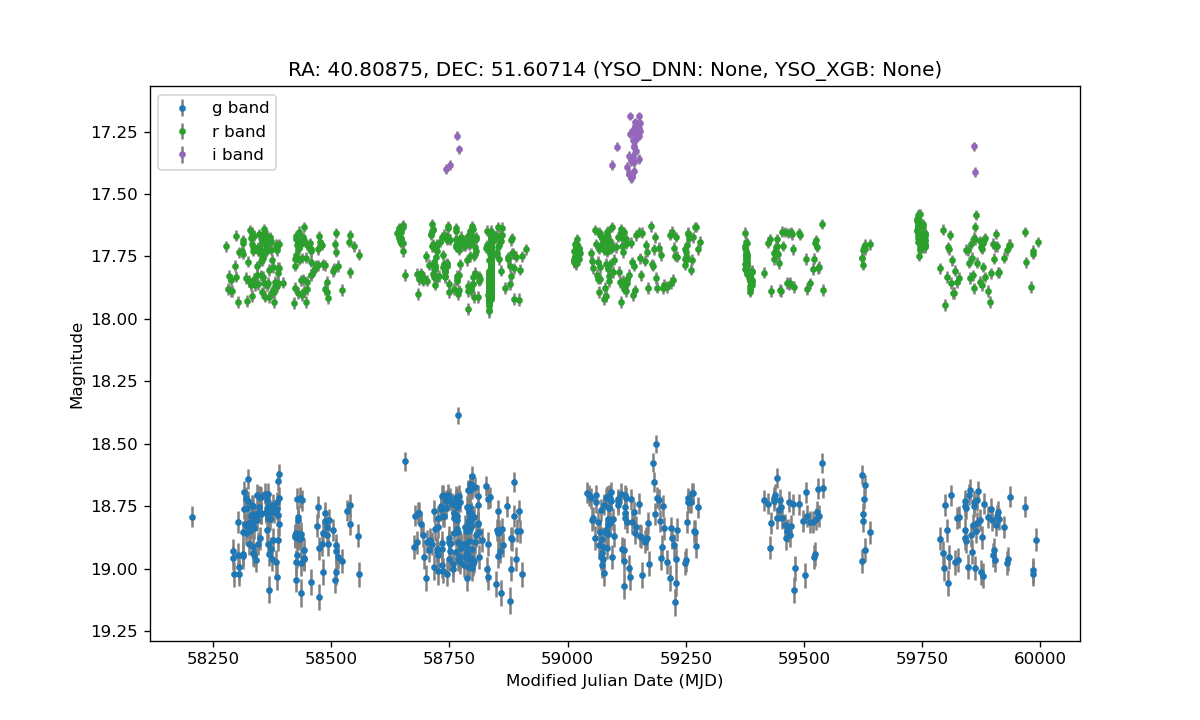 RA: 40.80875, DEC: 51.60714 (YSO_DNN: None, YSO_XGB: None)
g band
r band
i band
17.25
17.50
17.75
18.00
18.25
18.50
18.75
19.00
19.25
Magnitude
58250 58500 58750 59000 59250 59500 59750 60000
Modified Julian Date (MJD)